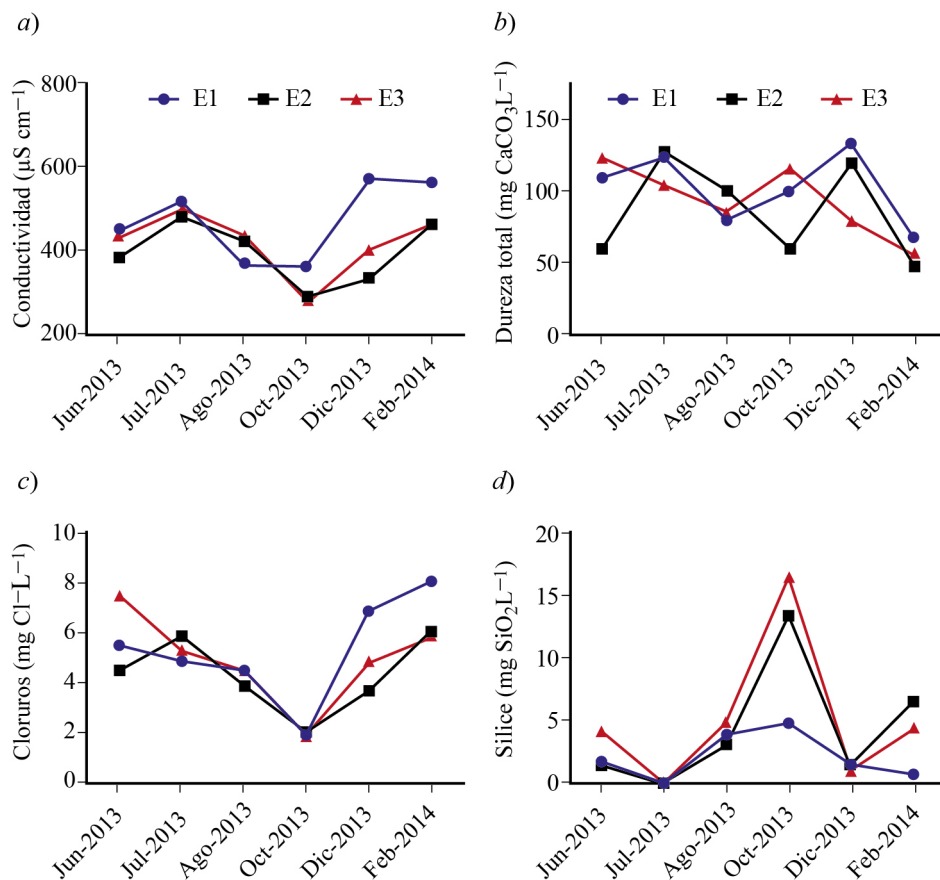 a)
Conductividad (µS cm⁻¹)
800
600
400
200
E1 E2 E3
Jun-2013 Jul-2013 Ago-2013 Oct-2013 Dic-2013 Feb-2014
b)
Dureza total (mg CaCO₃L⁻¹)
150
100
50
0
E1 E2 E3
Jun-2013 Jul-2013 Ago-2013 Oct-2013 Dic-2013 Feb-2014
c)
Cloruros (mg Cl–L⁻¹)
10
8
6
4
2
0
Jun-2013 Jul-2013 Ago-2013 Oct-2013 Dic-2013 Feb-2014
d)
Silice (mg SiO₂L⁻¹)
20
15
10
5
0
Jun-2013 Jul-2013 Ago-2013 Oct-2013 Dic-2013 Feb-2014